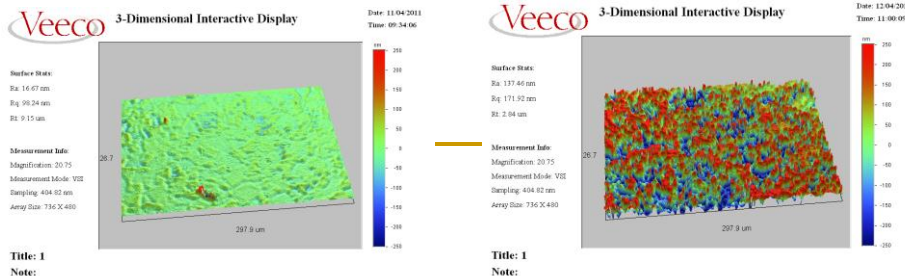 Veeco
3-Dimensional Interactive Display
Date: 11/04/2011
Time: 09:34:06
Surface Stats:
Ra: 16.67 nm
Rq: 98.24 nm
Rt: 9.15 um
Measurement Info:
Magnification: 20.75
Measurement Mode: VSI
Sampling: 404.82 nm
Array Size: 736 X 480
nm
250
200
150
100
50
0
-50
-100
-150
-200
-250
26.7
297.9 um
Title: 1
Note:
Veeco
3-Dimensional Interactive Display
Date: 12/04/201
Time: 11:00:09
Surface Stats:
Ra: 137.46 nm
Rq: 171.92 nm
Rt: 2.84 um
Measurement Info:
Magnification: 20.75
Measurement Mode: VSI
Sampling: 404.82 nm
Array Size: 736 X 480
nm
250
200
150
100
50
0
-50
-100
-150
-200
-250
26.7
297.9 um
Title: 1
Note: